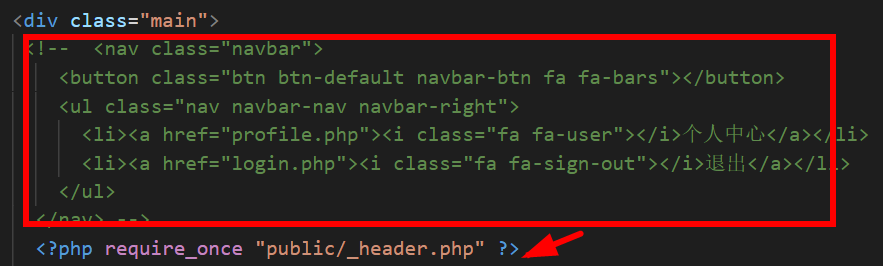 <div class="main">
<!--  <nav class="navbar">
<button class="btn btn-default navbar-btn fa fa-bars"></button>
<ul class="nav navbar-nav navbar-right">
<li><a href="profile.php"><i class="fa fa-user"></i>个人中心</a></li>
<li><a href="login.php"><i class="fa fa-sign-out"></i>退出</a></li>
</ul>
</nav> -->
<?php require_once "public/_header.php" ?>